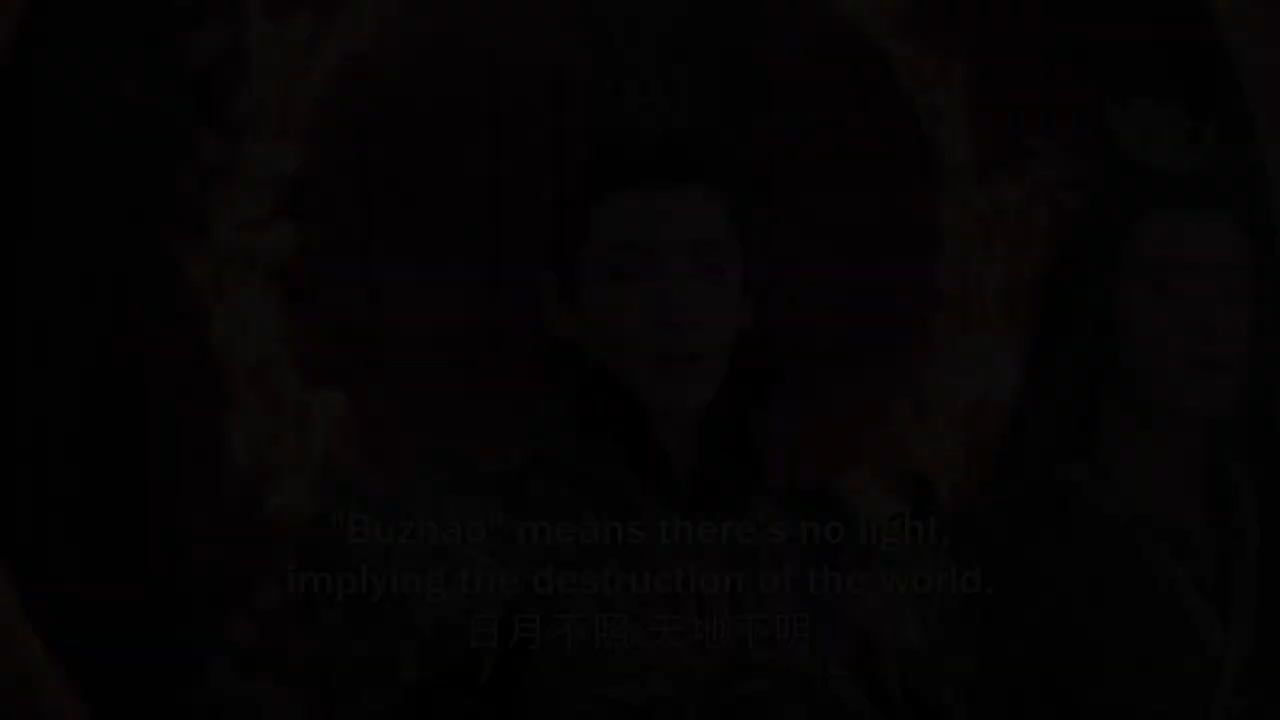 "Buzhao" means there's no light,
implying the destruction of the world.
日月不照 天地不明